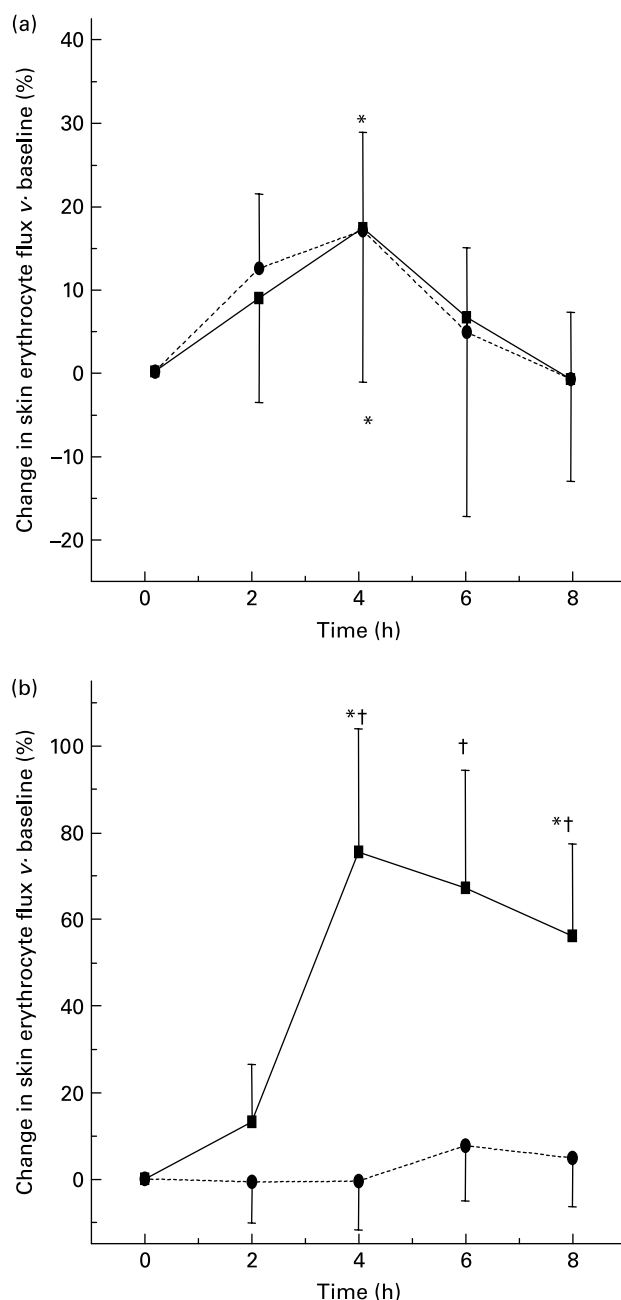 (a)
Change in skin erythrocyte flux v· baseline (%)
40
30
20
10
0
–10
–20
*
*
0 2 4 6 8
Time (h)
(b)
Change in skin erythrocyte flux v· baseline (%)
100
80
60
40
20
0
*†
†
*†
0 2 4 6 8
Time (h)